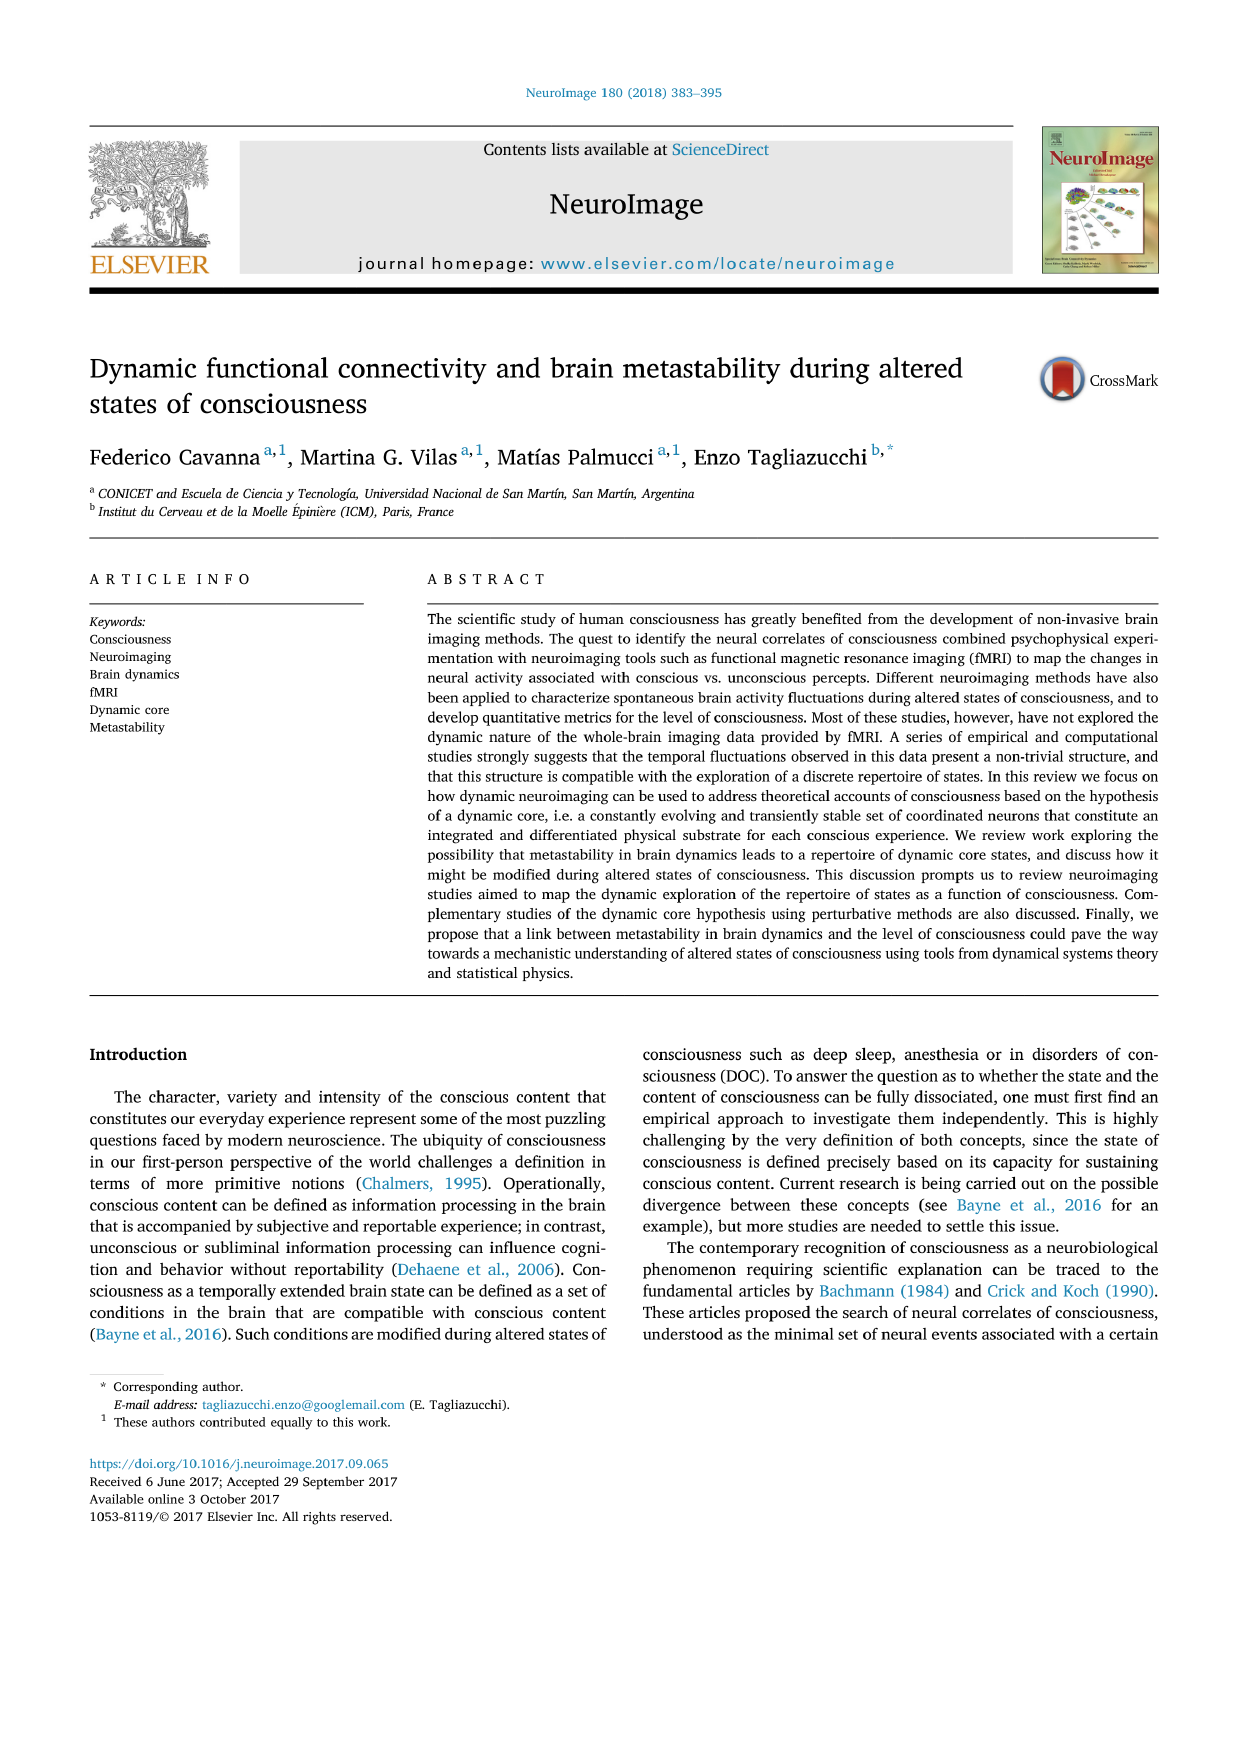 NeuroImage 180 (2018) 383–395
Contents lists available at ScienceDirect
NeuroImage
journal homepage: www.elsevier.com/locate/neuroimage
ELSEVIER
NeuroImage
Dynamic functional connectivity and brain metastability during altered
states of consciousness
CrossMark
Federico Cavanna a,1, Martina G. Vilas a,1, Matías Palmucci a,1, Enzo Tagliazucchi b,*
a CONICET and Escuela de Ciencia y Tecnología, Universidad Nacional de San Martín, San Martín, Argentina
b Institut du Cerveau et de la Moelle Épinière (ICM), Paris, France
ARTICLE INFO
Keywords:
Consciousness
Neuroimaging
Brain dynamics
fMRI
Dynamic core
Metastability
ABSTRACT
The scientific study of human consciousness has greatly benefited from the development of non-invasive brain
imaging methods. The quest to identify the neural correlates of consciousness combined psychophysical experi-
mentation with neuroimaging tools such as functional magnetic resonance imaging (fMRI) to map the changes in
neural activity associated with conscious vs. unconscious percepts. Different neuroimaging methods have also
been applied to characterize spontaneous brain activity fluctuations during altered states of consciousness, and to
develop quantitative metrics for the level of consciousness. Most of these studies, however, have not explored the
dynamic nature of the whole-brain imaging data provided by fMRI. A series of empirical and computational
studies strongly suggests that the temporal fluctuations observed in this data present a non-trivial structure, and
that this structure is compatible with the exploration of a discrete repertoire of states. In this review we focus on
how dynamic neuroimaging can be used to address theoretical accounts of consciousness based on the hypothesis
of a dynamic core, i.e. a constantly evolving and transiently stable set of coordinated neurons that constitute an
integrated and differentiated physical substrate for each conscious experience. We review work exploring the
possibility that metastability in brain dynamics leads to a repertoire of dynamic core states, and discuss how it
might be modified during altered states of consciousness. This discussion prompts us to review neuroimaging
studies aimed to map the dynamic exploration of the repertoire of states as a function of consciousness. Com-
plementary studies of the dynamic core hypothesis using perturbative methods are also discussed. Finally, we
propose that a link between metastability in brain dynamics and the level of consciousness could pave the way
towards a mechanistic understanding of altered states of consciousness using tools from dynamical systems theory
and statistical physics.
Introduction
The character, variety and intensity of the conscious content that
constitutes our everyday experience represent some of the most puzzling
questions faced by modern neuroscience. The ubiquity of consciousness
in our first-person perspective of the world challenges a definition in
terms of more primitive notions (Chalmers, 1995). Operationally,
conscious content can be defined as information processing in the brain
that is accompanied by subjective and reportable experience; in contrast,
unconscious or subliminal information processing can influence cogni-
tion and behavior without reportability (Dehaene et al., 2006). Con-
sciousness as a temporally extended brain state can be defined as a set of
conditions in the brain that are compatible with conscious content
(Bayne et al., 2016). Such conditions are modified during altered states of
consciousness such as deep sleep, anesthesia or in disorders of con-
sciousness (DOC). To answer the question as to whether the state and the
content of consciousness can be fully dissociated, one must first find an
empirical approach to investigate them independently. This is highly
challenging by the very definition of both concepts, since the state of
consciousness is defined precisely based on its capacity for sustaining
conscious content. Current research is being carried out on the possible
divergence between these concepts (see Bayne et al., 2016 for an
example), but more studies are needed to settle this issue.
The contemporary recognition of consciousness as a neurobiological
phenomenon requiring scientific explanation can be traced to the
fundamental articles by Bachmann (1984) and Crick and Koch (1990).
These articles proposed the search of neural correlates of consciousness,
understood as the minimal set of neural events associated with a certain
* Corresponding author.
E-mail address: tagliazucchi.enzo@googlemail.com (E. Tagliazucchi).
1 These authors contributed equally to this work.
https://doi.org/10.1016/j.neuroimage.2017.09.065
Received 6 June 2017; Accepted 29 September 2017
Available online 3 October 2017
1053-8119/© 2017 Elsevier Inc. All rights reserved.